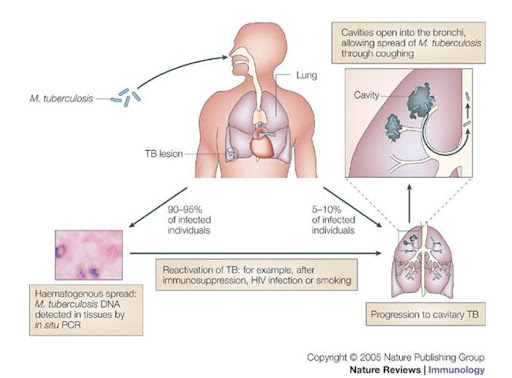 Cavities open into the bronchi,
allowing spread of M. tuberculosis
through coughing
Lung
M. tuberculosis
Cavity
TB lesion
90–95%
of infected
individuals
5–10%
of infected
individuals
Reactivation of TB: for example, after
immunosuppression, HIV infection or smoking
Haematogenous spread:
M. tuberculosis DNA
detected in tissues by
in situ PCR
Progression to cavitary TB
Copyright © 2005 Nature Publishing Group
Nature Reviews | Immunology